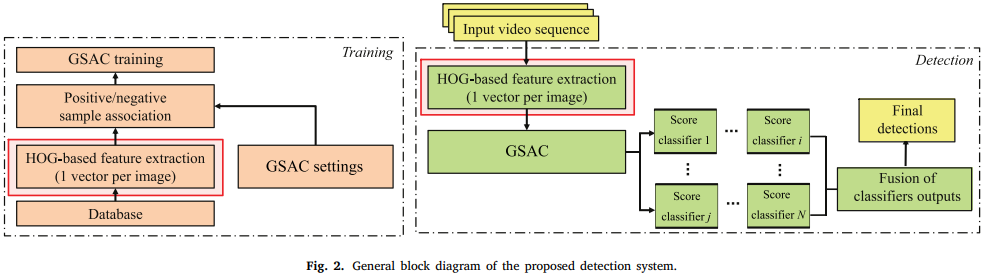 Training
GSAC training
Positive/negative
sample association
HOG-based feature extraction
(1 vector per image)
Database
GSAC settings
Input video sequence
Detection
HOG-based feature extraction
(1 vector per image)
GSAC
Score
classifier 1
...
Score
classifier i
⋮
⋮
Score
classifier j
...
Score
classifier N
Final
detections
Fusion of
classifiers outputs
Fig. 2. General block diagram of the proposed detection system.